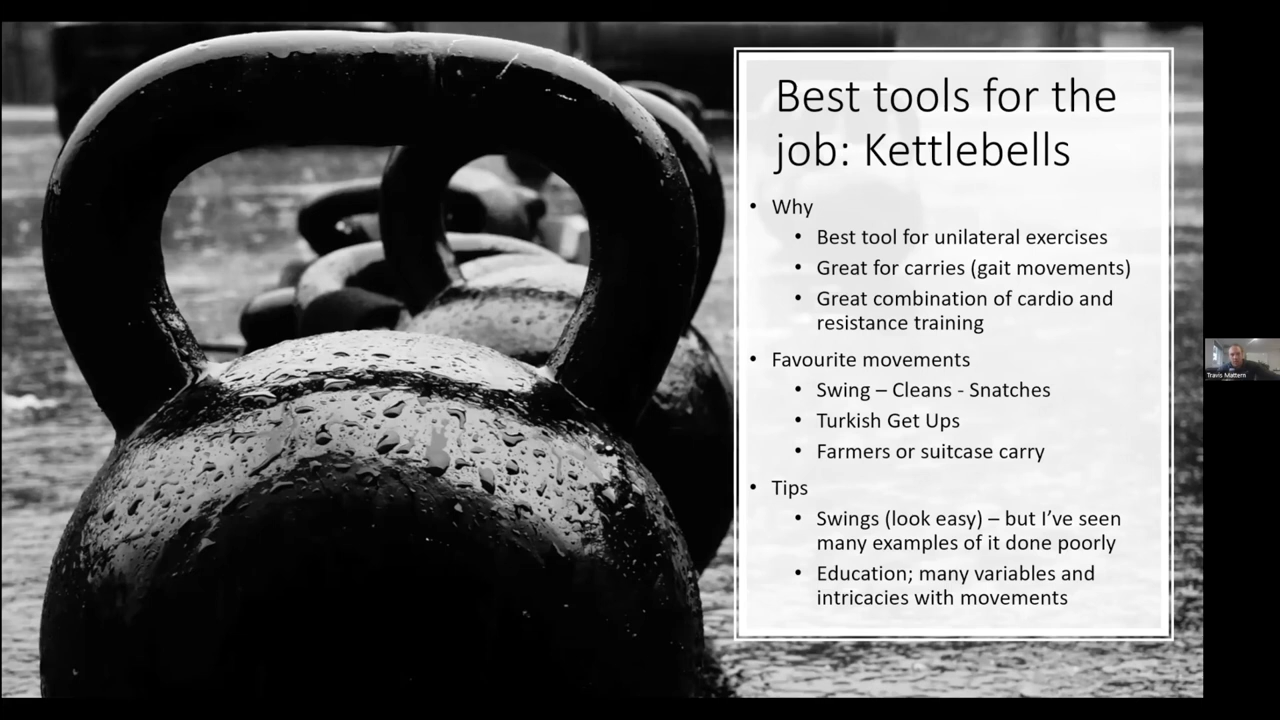 Best tools for the
job: Kettlebells
• Why
• Best tool for unilateral exercises
• Great for carries (gait movements)
• Great combination of cardio and
resistance training
• Favourite movements
• Swing – Cleans - Snatches
• Turkish Get Ups
• Farmers or suitcase carry
• Tips
• Swings (look easy) – but I’ve seen
many examples of it done poorly
• Education; many variables and
intricacies with movements
Travis Mattern